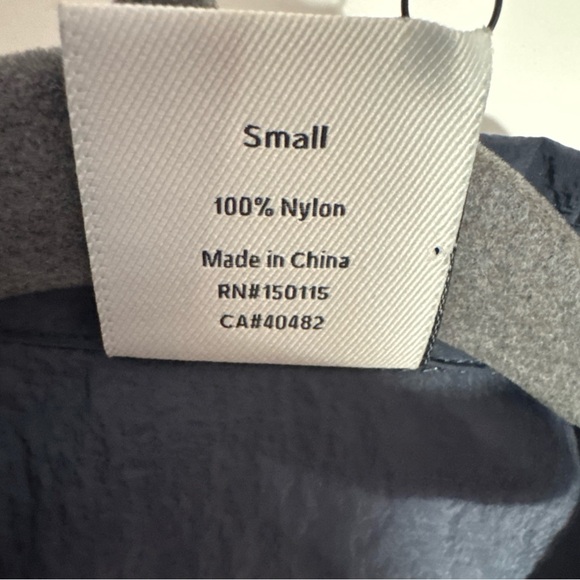 Small
100% Nylon
Made in China
RN#150115
CA#40482